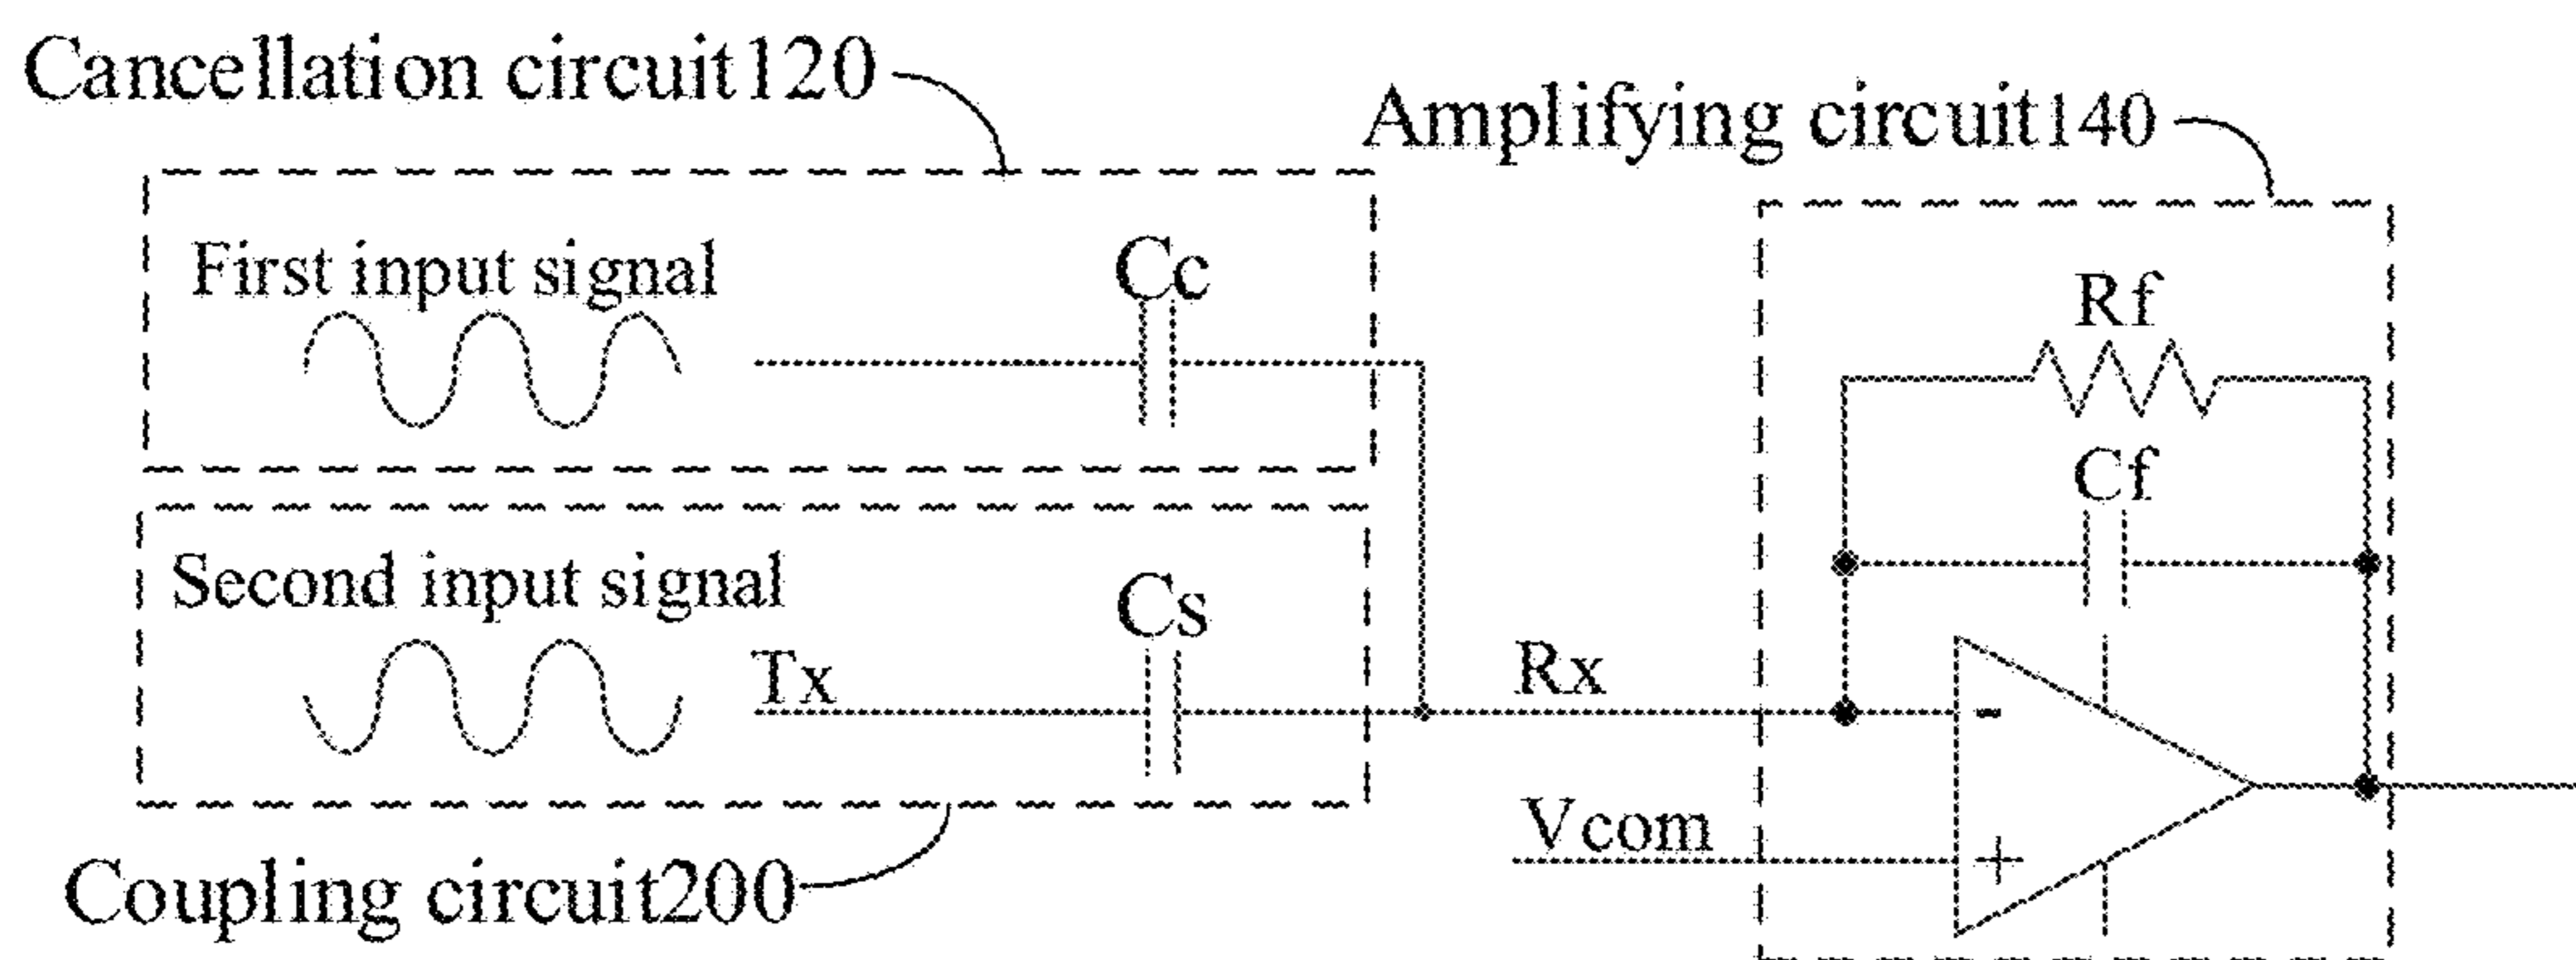 Cancellation circuit120
Amplifying circuit140
First input signal
Cc
Rf
Cf
Second input signal
Cs
Tx
Rx
-
Vcom
+
Coupling circuit200